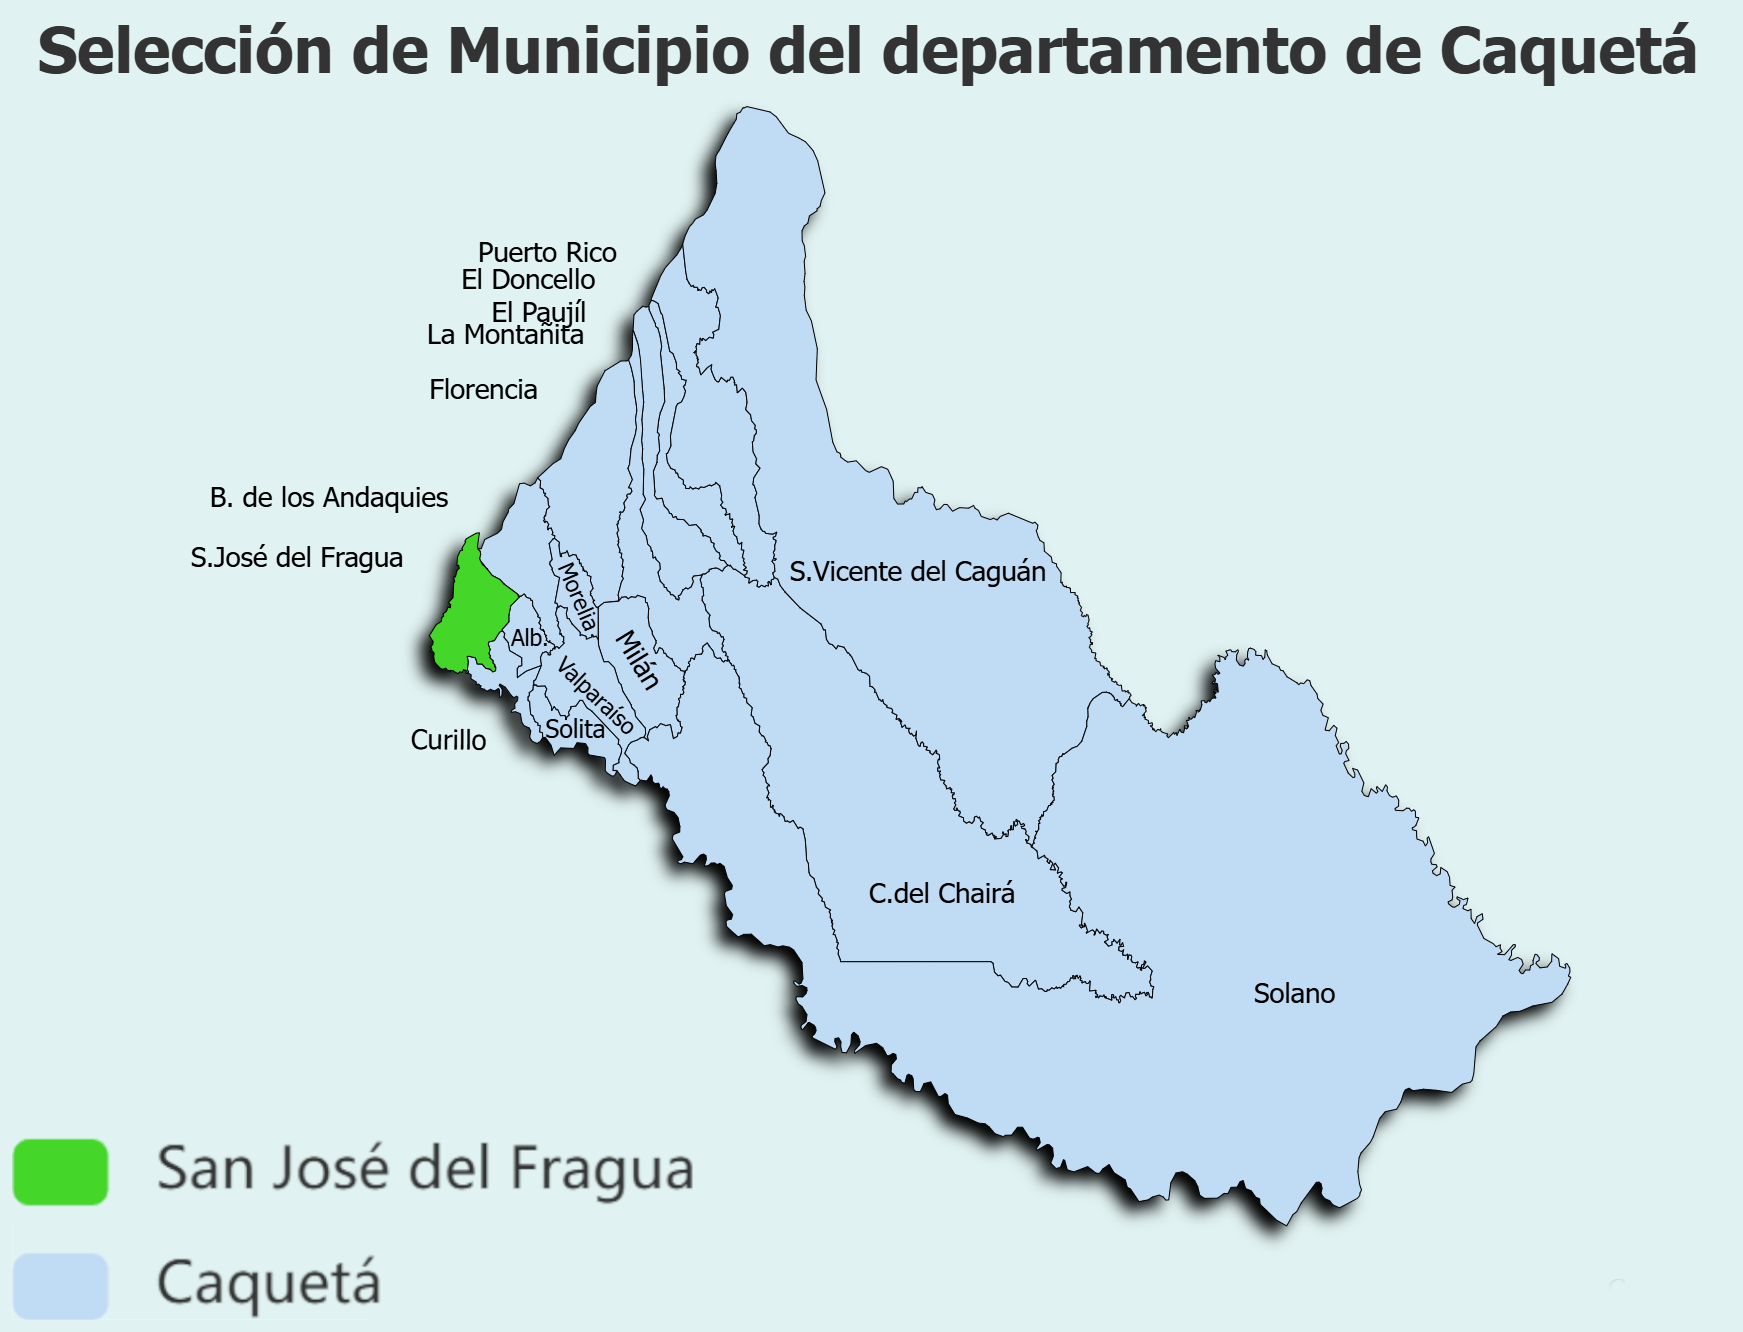 Selección de Municipio del departamento de Caquetá
Puerto Rico
El Doncello
El Paujíl
La Montañita
Florencia
B. de los Andaquies
S.José del Fragua
S.Vicente del Caguán
Morelia
Alb.
Milán
Valparaíso
Solita
Curillo
C.del Chairá
Solano
San José del Fragua
Caquetá